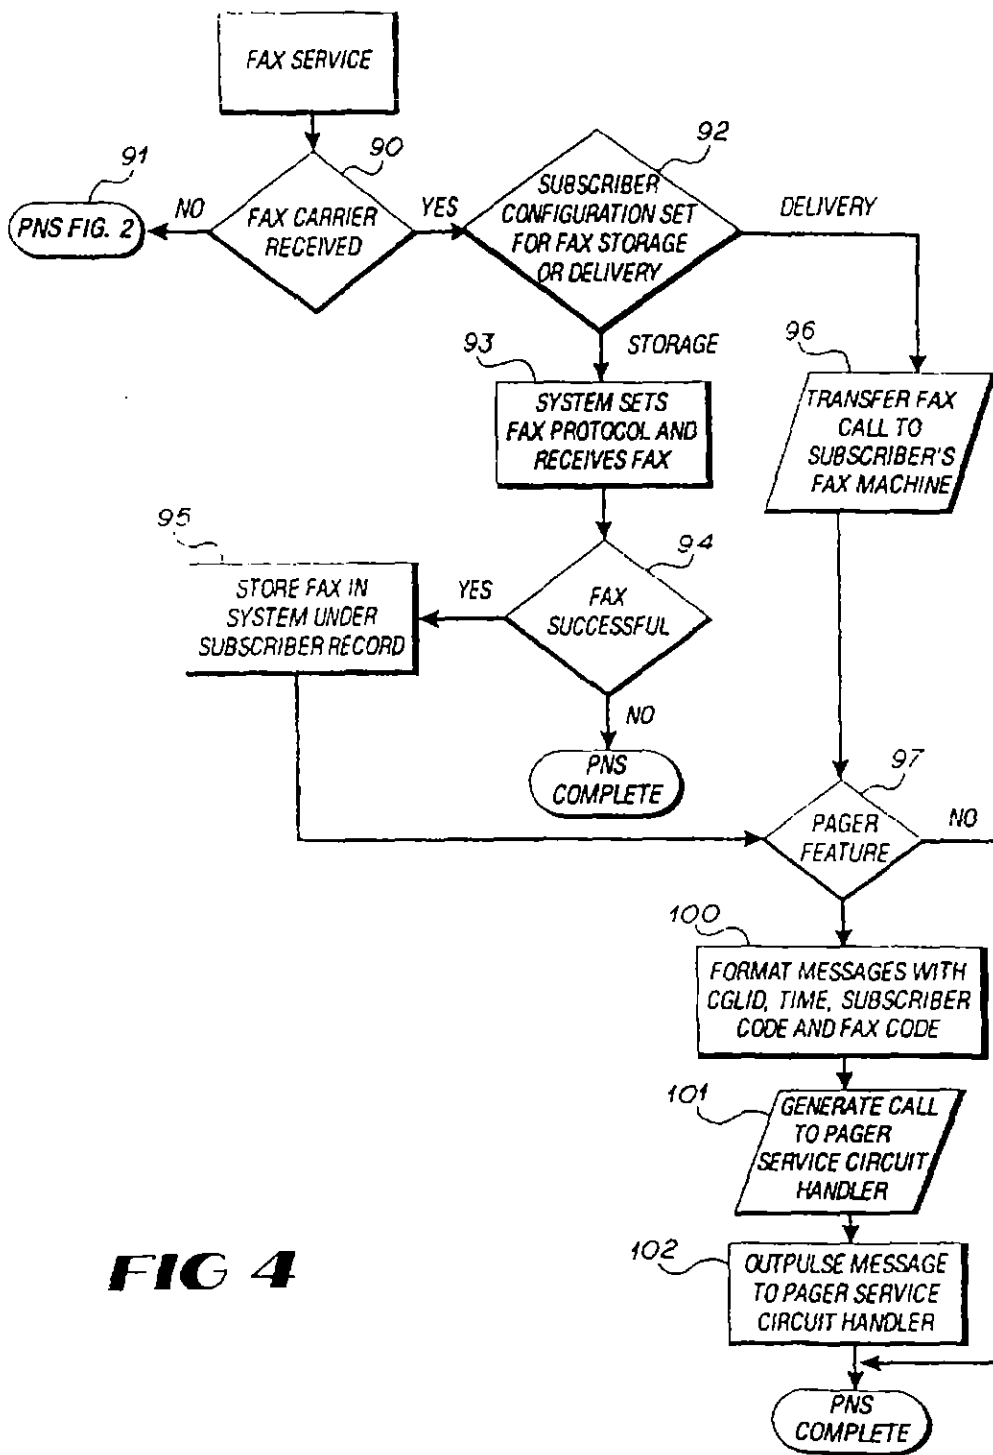 FAX SERVICE
90
92
91
NO
YES
DELIVERY
PNS FIG. 2
FAX CARRIER
RECEIVED
SUBSCRIBER
CONFIGURATION SET
FOR FAX STORAGE
OR DELIVERY
STORAGE
93
96
SYSTEM SETS
FAX PROTOCOL AND
RECEIVES FAX
TRANSFER FAX
CALL TO
SUBSCRIBER'S
FAX MACHINE
95
94
STORE FAX IN
SYSTEM UNDER
SUBSCRIBER RECORD
YES
FAX
SUCCESSFUL
NO
PNS
COMPLETE
97
PAGER
FEATURE
NO
100
FORMAT MESSAGES WITH
CGLID, TIME, SUBSCRIBER
CODE AND FAX CODE
101
GENERATE CALL
TO PAGER
SERVICE CIRCUIT
HANDLER
102
OUTPULSE MESSAGE
TO PAGER SERVICE
CIRCUIT HANDLER
FIG 4
PNS
COMPLETE